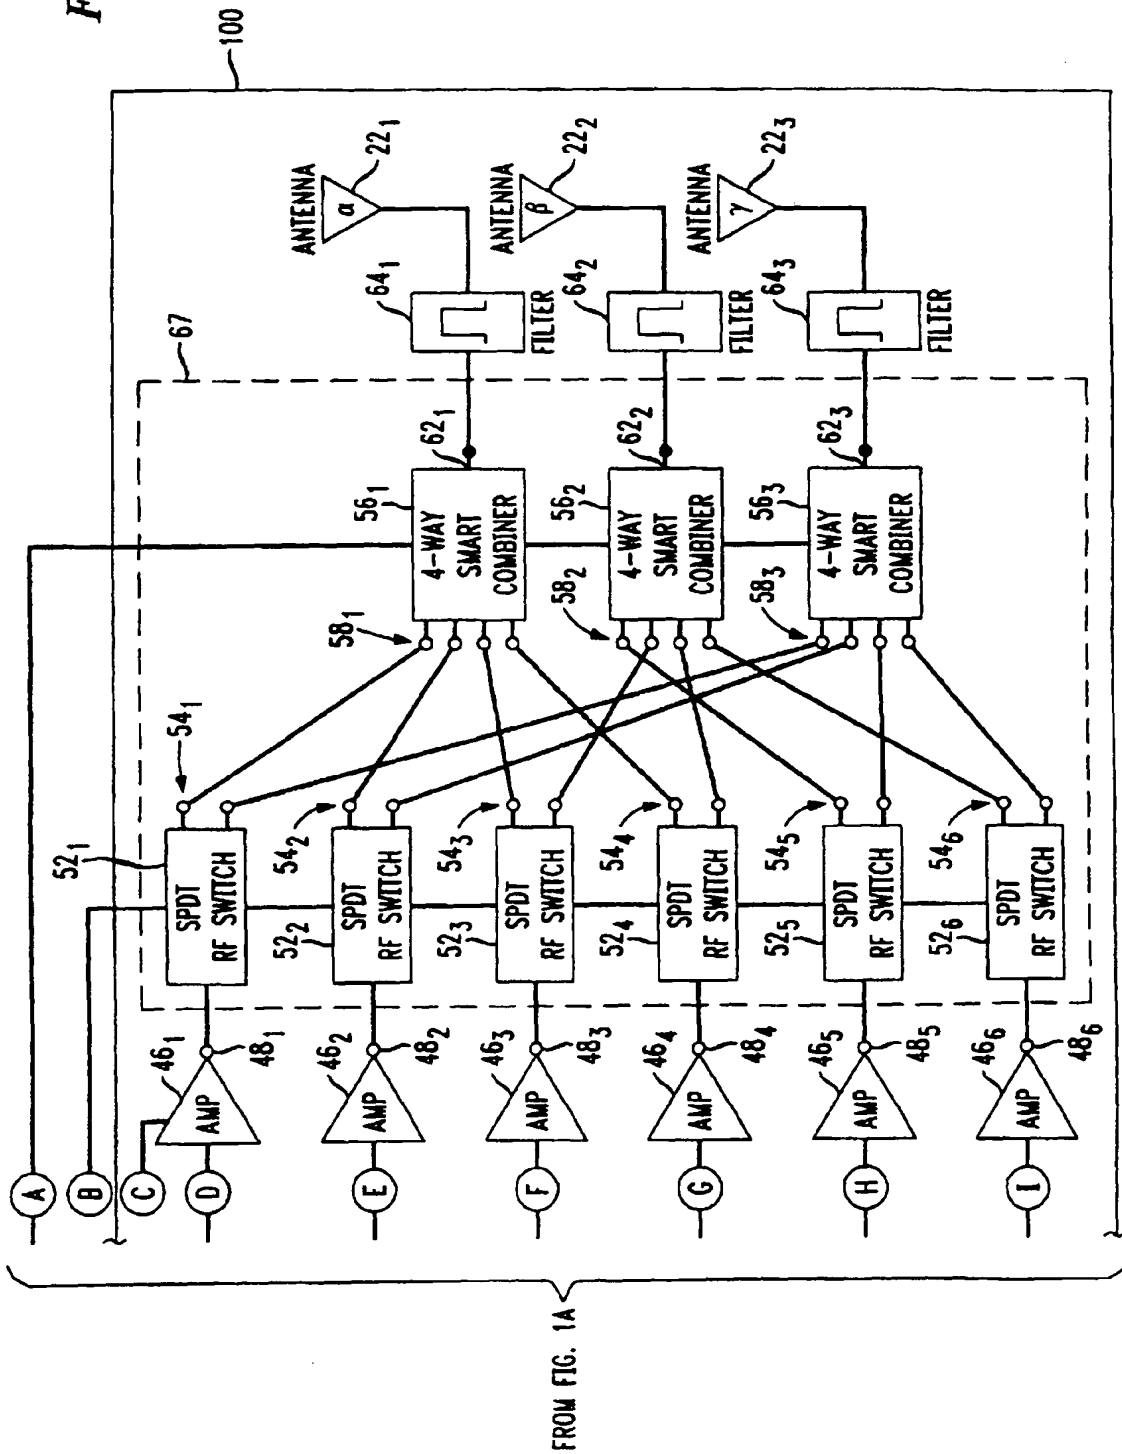 F
100
FROM FIG. 1A
A
B
C
D
E
F
G
H
I
46₁
AMP
48₁
46₂
AMP
48₂
46₃
AMP
48₃
46₄
AMP
48₄
46₅
AMP
48₅
46₆
AMP
48₆
67
52₁
SPDT
RF SWITCH
54₁
52₂
SPDT
RF SWITCH
54₂
52₃
SPDT
RF SWITCH
54₃
52₄
SPDT
RF SWITCH
54₄
52₅
SPDT
RF SWITCH
54₅
52₆
SPDT
RF SWITCH
54₆
58₁
56₁
4-WAY
SMART
COMBINER
62₁
58₂
56₂
4-WAY
SMART
COMBINER
62₂
58₃
56₃
4-WAY
SMART
COMBINER
62₃
64₁
FILTER
64₂
FILTER
64₃
FILTER
ANTENNA
α
22₁
ANTENNA
β
22₂
ANTENNA
γ
22₃